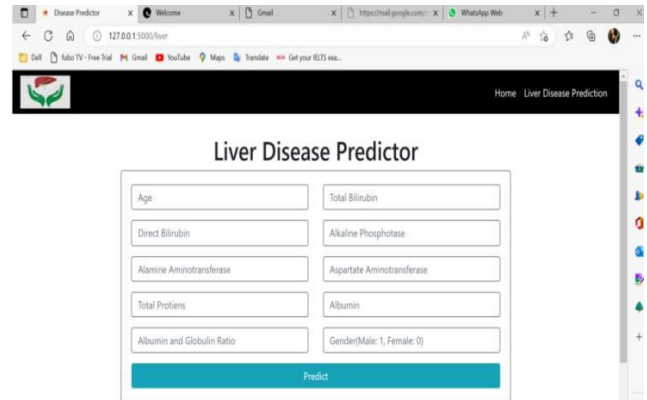 Disease Predictor Welcome Gmail https://mail.google.com/ WhatsApp Web
127.0.0.1:5000/liver
Dell fubo TV - Free Trial Gmail YouTube Maps Translate Get your IELTS exa...
Home Liver Disease Prediction
Liver Disease Predictor
Age Total Bilirubin
Direct Bilirubin Alkaline Phosphotase
Alamine Aminotransferase Aspartate Aminotransferase
Total Protiens Albumin
Albumin and Globulin Ratio Gender(Male: 1, Female: 0)
Predict